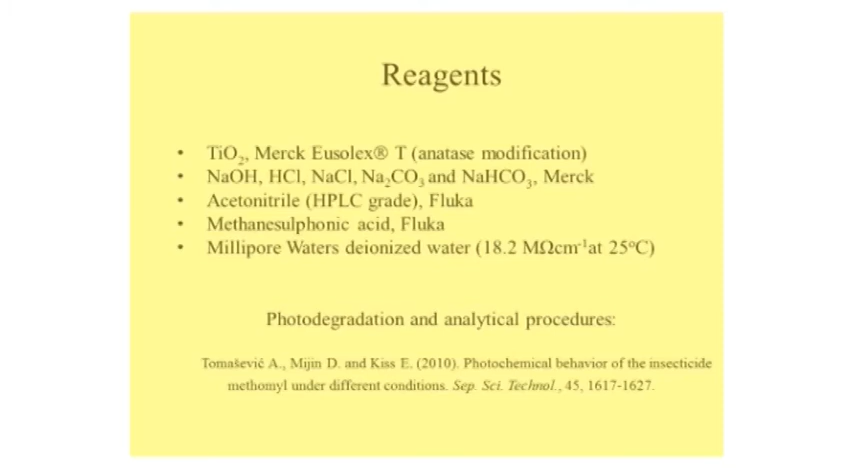 Reagents
• TiO₂, Merck Eusolex® T (anatase modification)
• NaOH, HCl, NaCl, Na₂CO₃ and NaHCO₃, Merck
• Acetonitrile (HPLC grade), Fluka
• Methanesulphonic acid, Fluka
• Millipore Waters deionized water (18.2 MΩcm⁻¹at 25°C)
Photodegradation and analytical procedures:
Tomašević A., Mijin D. and Kiss E. (2010). Photochemical behavior of the insecticide
methomyl under different conditions. Sep. Sci. Technol., 45, 1617-1627.